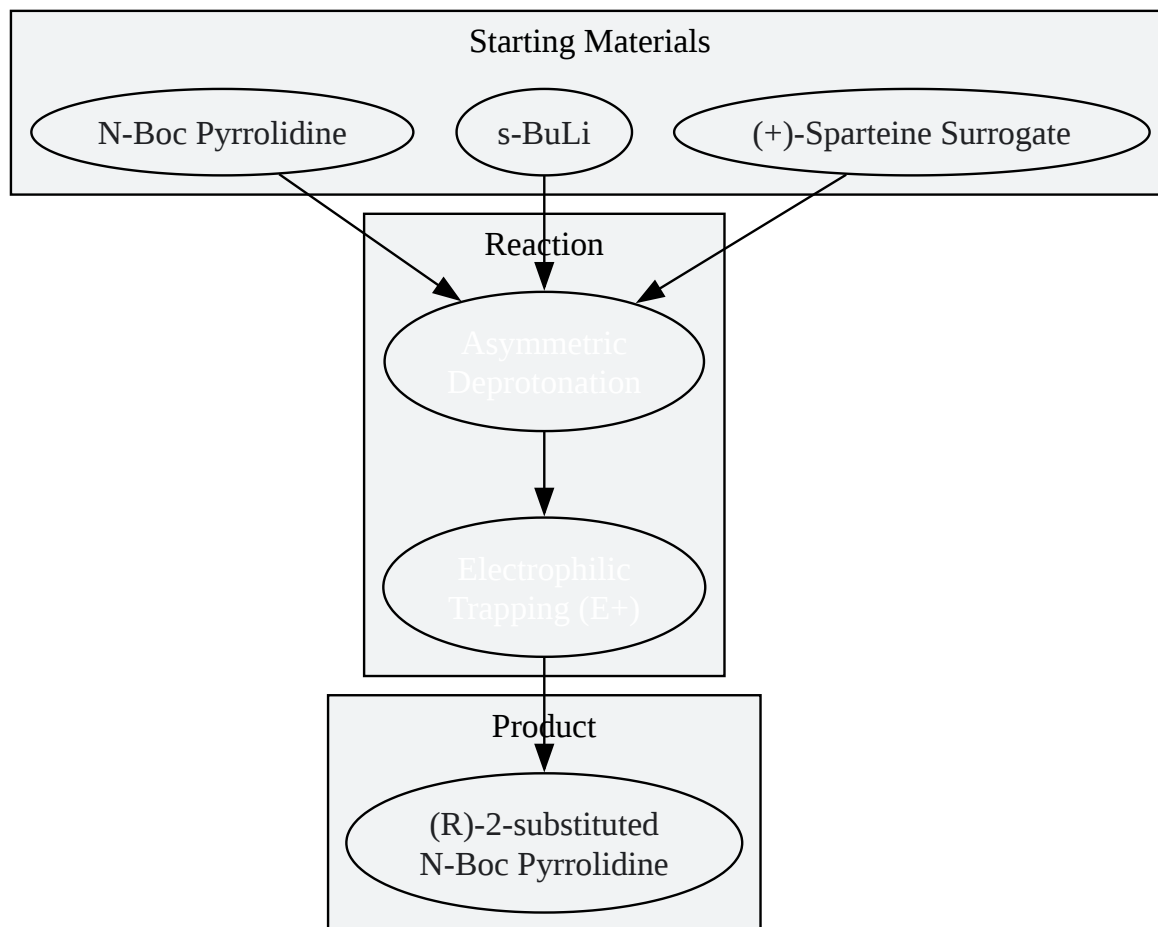 Starting Materials
N-Boc Pyrrolidine
s-BuLi
(+)-Sparteine Surrogate
Reaction
Asymmetric
Deprotonation
Electrophilic
Trapping (E+)
Product
(R)-2-substituted
N-Boc Pyrrolidine